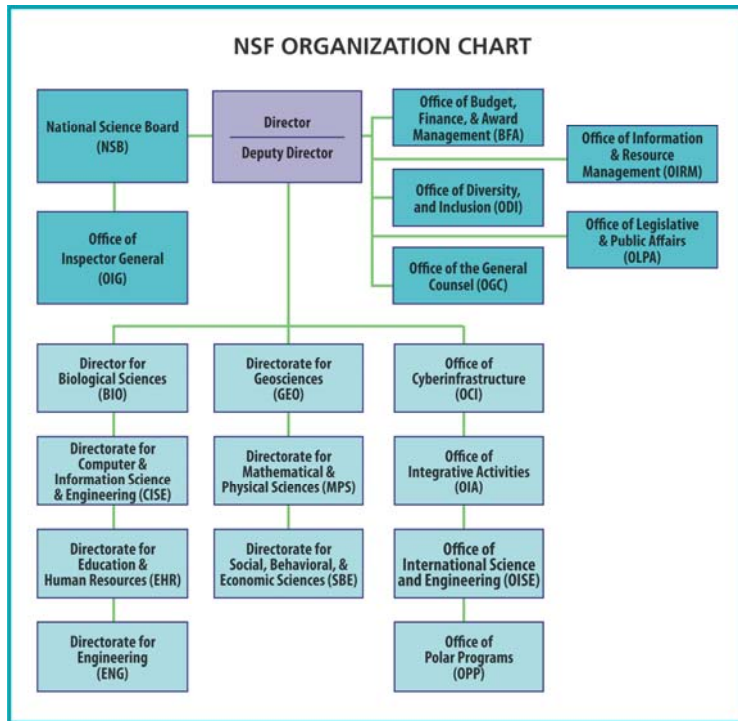 NSF ORGANIZATION CHART
National Science Board
(NSB)
Director
Deputy Director
Office of Budget,
Finance, & Award
Management (BFA)
Office of Information
& Resource
Management (OIRM)
Office of Diversity,
and Inclusion (ODI)
Office of Legislative
& Public Affairs
(OLPA)
Office of
Inspector General
(OIG)
Office of the General
Counsel (OGC)
Director for
Biological Sciences
(BIO)
Directorate for
Geosciences
(GEO)
Office of
Cyberinfrastructure
(OCI)
Directorate for
Computer &
Information Science
& Engineering (CISE)
Directorate for
Mathematical &
Physical Sciences (MPS)
Office of
Integrative Activities
(OIA)
Directorate for
Education &
Human Resources (EHR)
Directorate for
Social, Behavioral, &
Economic Sciences (SBE)
Office of
International Science
and Engineering (OISE)
Directorate for
Engineering
(ENG)
Office of
Polar Programs
(OPP)